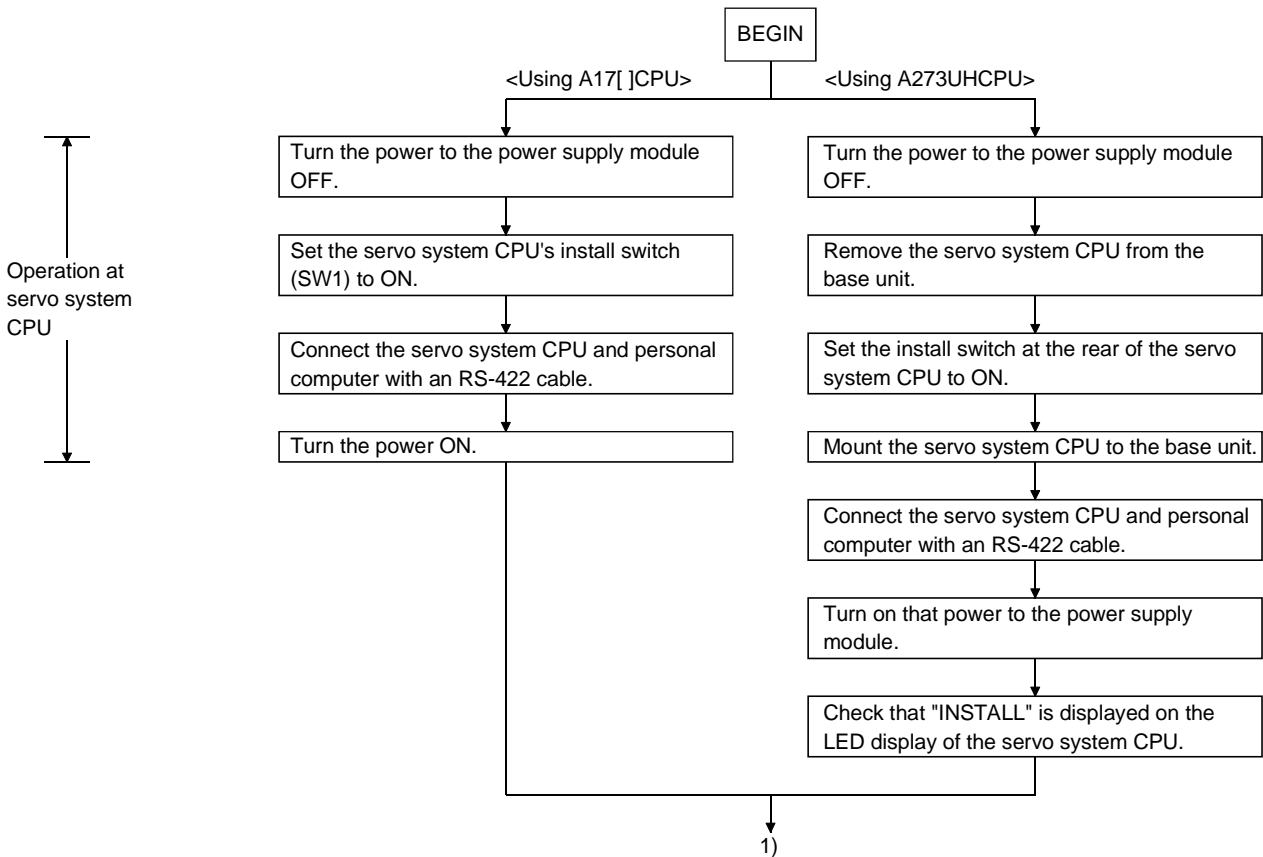 BEGIN
<Using A17[ ]CPU>
<Using A273UHCPU>
Operation at
servo system
CPU
Turn the power to the power supply module
OFF.
Set the servo system CPU's install switch
(SW1) to ON.
Connect the servo system CPU and personal
computer with an RS-422 cable.
Turn the power ON.
Turn the power to the power supply module
OFF.
Remove the servo system CPU from the
base unit.
Set the install switch at the rear of the servo
system CPU to ON.
Mount the servo system CPU to the base unit.
Connect the servo system CPU and personal
computer with an RS-422 cable.
Turn on that power to the power supply
module.
Check that "INSTALL" is displayed on the
LED display of the servo system CPU.
1)